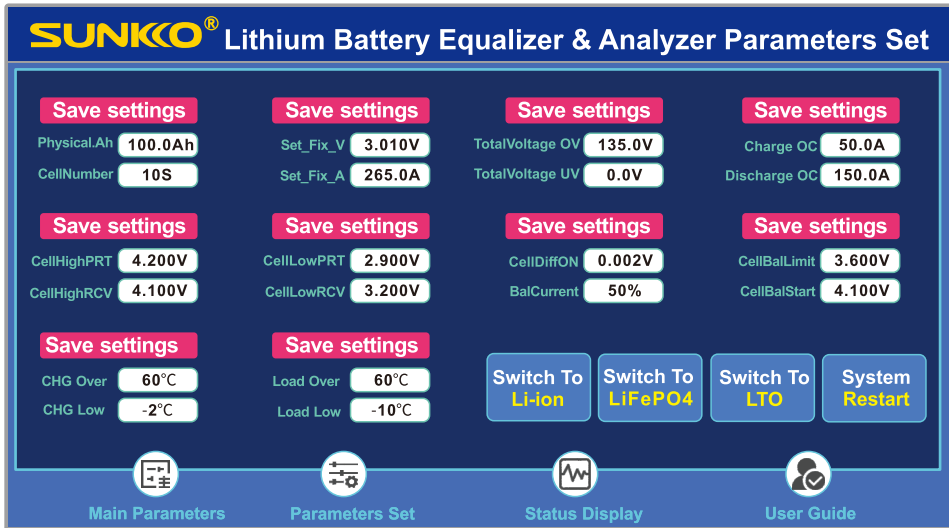 SUNKKO® Lithium Battery Equalizer & Analyzer Parameters Set
Save settings Save settings Save settings Save settings
Physical.Ah 100.0Ah Set_Fix_V 3.010V TotalVoltage OV 135.0V Charge OC 50.0A
CellNumber 10S Set_Fix_A 265.0A TotalVoltage UV 0.0V Discharge OC 150.0A
Save settings Save settings Save settings Save settings
CellHighPRT 4.200V CellLowPRT 2.900V CellDiffON 0.002V CellBalLimit 3.600V
CellHighRCV 4.100V CellLowRCV 3.200V BalCurrent 50% CellBalStart 4.100V
Save settings Save settings
CHG Over 60℃ Load Over 60℃
CHG Low -2℃ Load Low -10℃
Switch To Switch To Switch To System
Li-ion LiFePO4 LTO Restart
Main Parameters Parameters Set Status Display User Guide